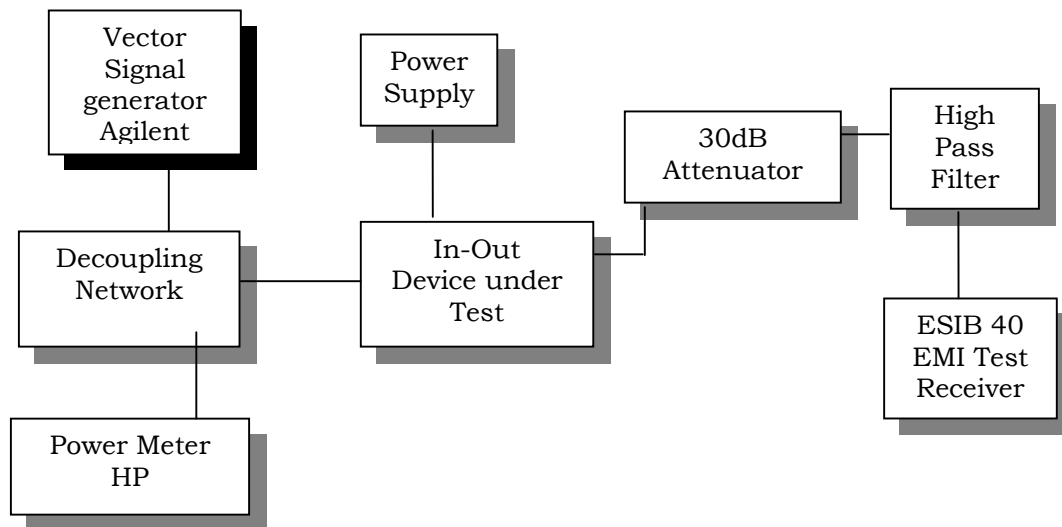 Vector
Signal
generator
Agilent
Power
Supply
30dB
Attenuator
High
Pass
Filter
Decoupling
Network
In-Out
Device under
Test
ESIB 40
EMI Test
Receiver
Power Meter
HP